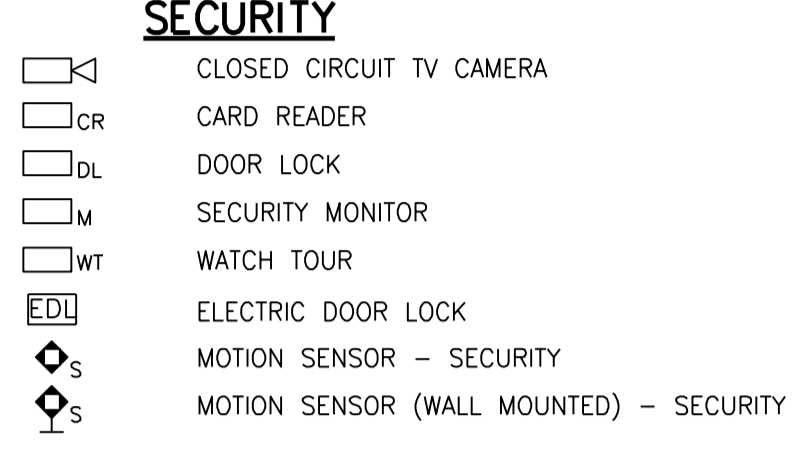 SECURITY
CLOSED CIRCUIT TV CAMERA
CR CARD READER
DL DOOR LOCK
M SECURITY MONITOR
WT WATCH TOUR
EDL ELECTRIC DOOR LOCK
S MOTION SENSOR – SECURITY
S MOTION SENSOR (WALL MOUNTED) – SECURITY